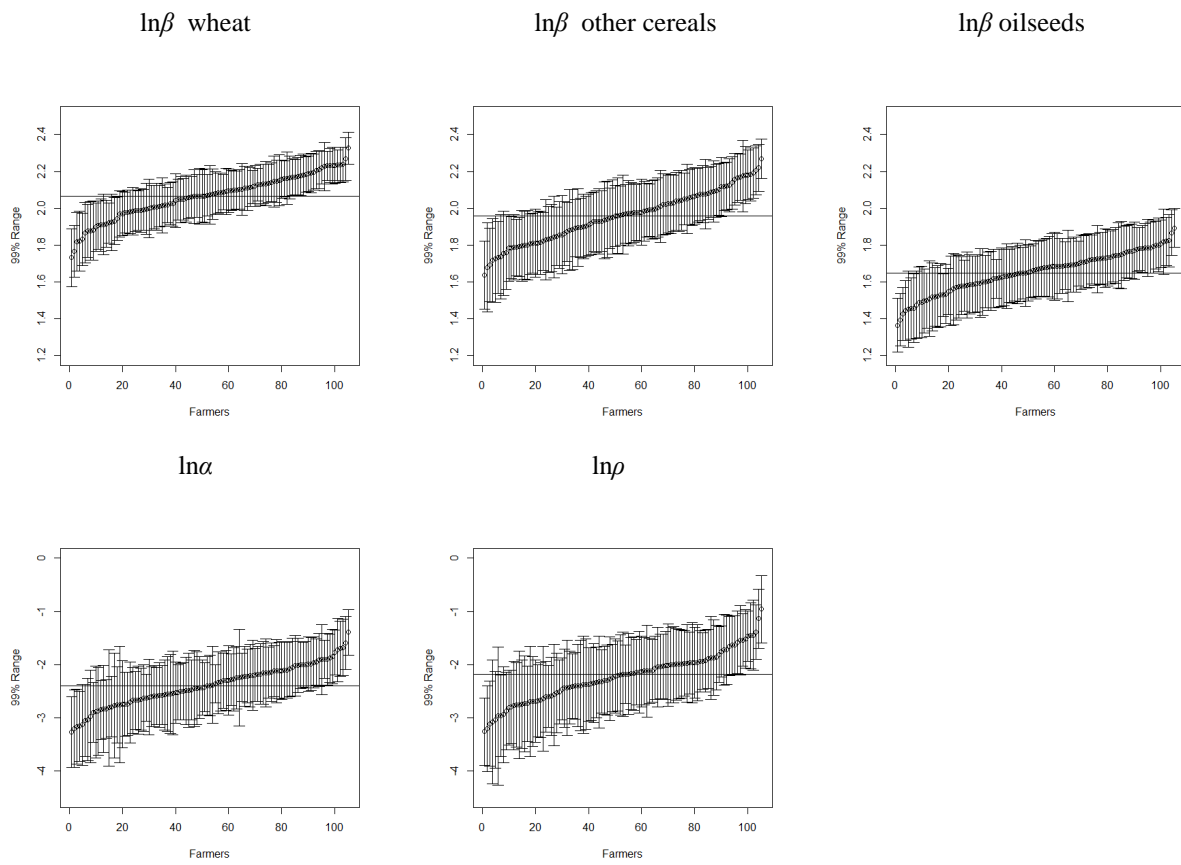 lnβ wheat
lnβ other cereals
lnβ oilseeds
99% Range
1.2 1.4 1.6 1.8 2.0 2.2 2.4
0 20 40 60 80 100
Farmers
99% Range
1.2 1.4 1.6 1.8 2.0 2.2 2.4
0 20 40 60 80 100
Farmers
99% Range
1.2 1.4 1.6 1.8 2.0 2.2 2.4
0 20 40 60 80 100
Farmers
lnα
lnρ
99% Range
-4 -3 -2 -1 0
0 20 40 60 80 100
Farmers
99% Range
-4 -3 -2 -1 0
0 20 40 60 80 100
Farmers